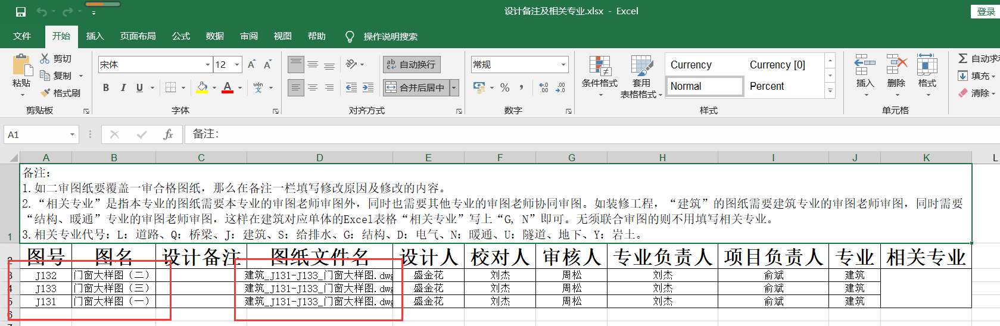 设计备注及相关专业.xlsx - Excel
登录
文件 开始 插入 页面布局 公式 数据 审阅 视图 帮助 操作说明搜索
粘贴 剪切 复制 格式刷
剪贴板
宋体 12
B I U A wén 文
字体
ab 自动换行
合并后居中
对齐方式
常规
% ,
数字
条件格式
套用
表格格式
Currency Currency [0]
Normal Percent
样式
插入 删除 格式
单元格
填充
清除
A1 fx 备注：
A B C D E F G H I J K L
备注：
1.如二审图纸要覆盖一审合格图纸，那么在备注一栏填写修改原因及修改的内容。
2.“相关专业”是指本专业的图纸需要本专业的审图老师审图外，同时也需要其他专业的审图老师协同审图。如装修工程，“建筑”的图纸需要建筑专业的审图老师审图，同时需要
“结构、暖通”专业的审图老师审图，这样在建筑对应单体的Excel表格“相关专业”写上“G，N”即可。无须联合审图的则不用填写相关专业。
1 3.相关专业代号：L：道路、Q：桥梁、J：建筑、S：给排水、G：结构、D：电气、N：暖通、U：隧道、地下、Y：岩土。
2 图号 图名 设计备注 图纸文件名 设计人 校对人 审核人 专业负责人 项目负责人 专业 相关专业
3 J132 门窗大样图（二） 建筑_J131-J133_门窗大样图.dwg 盛金花 刘杰 周松 刘杰 俞斌 建筑
4 J133 门窗大样图（三） 建筑_J131-J133_门窗大样图.dwg 盛金花 刘杰 周松 刘杰 俞斌 建筑
5 J131 门窗大样图（一） 建筑_J131-J133_门窗大样图.dwg 盛金花 刘杰 周松 刘杰 俞斌 建筑
6